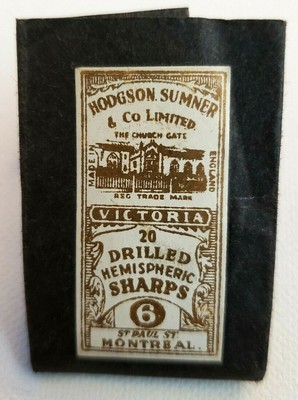 HODGSON, SUMNER
& Co LIMITED
THE CHURCH GATE
MADE IN ENGLAND
REG TRADE MARK
VICTORIA
20
DRILLED
HEMISPHERIC
SHARPS
6
ST PAUL ST.
MONTREAL